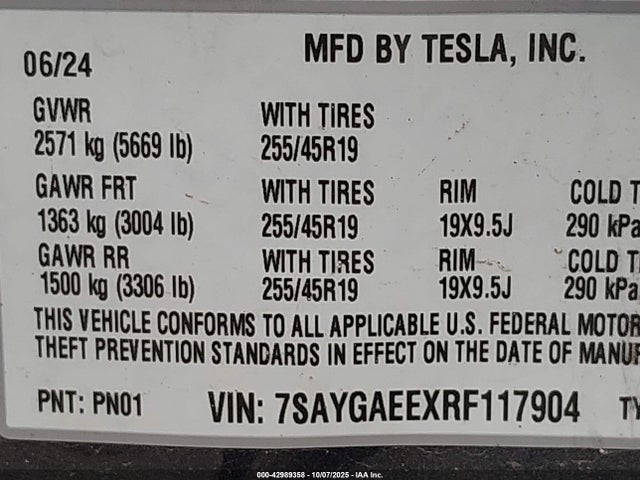 06/24 MFD BY TESLA, INC.
GVWR WITH TIRES
2571 kg (5669 lb) 255/45R19
GAWR FRT WITH TIRES RIM COLD T
1363 kg (3004 lb) 255/45R19 19X9.5J 290 kPa
GAWR RR WITH TIRES RIM COLD T
1500 kg (3306 lb) 255/45R19 19X9.5J 290 kPa
THIS VEHICLE CONFORMS TO ALL APPLICABLE U.S. FEDERAL MOTOR
THEFT PREVENTION STANDARDS IN EFFECT ON THE DATE OF MANUF
PNT: PN01 VIN: 7SAYGAEEXRF117904 TY
000-42989358 | 10/07/2025 | IAA Inc.